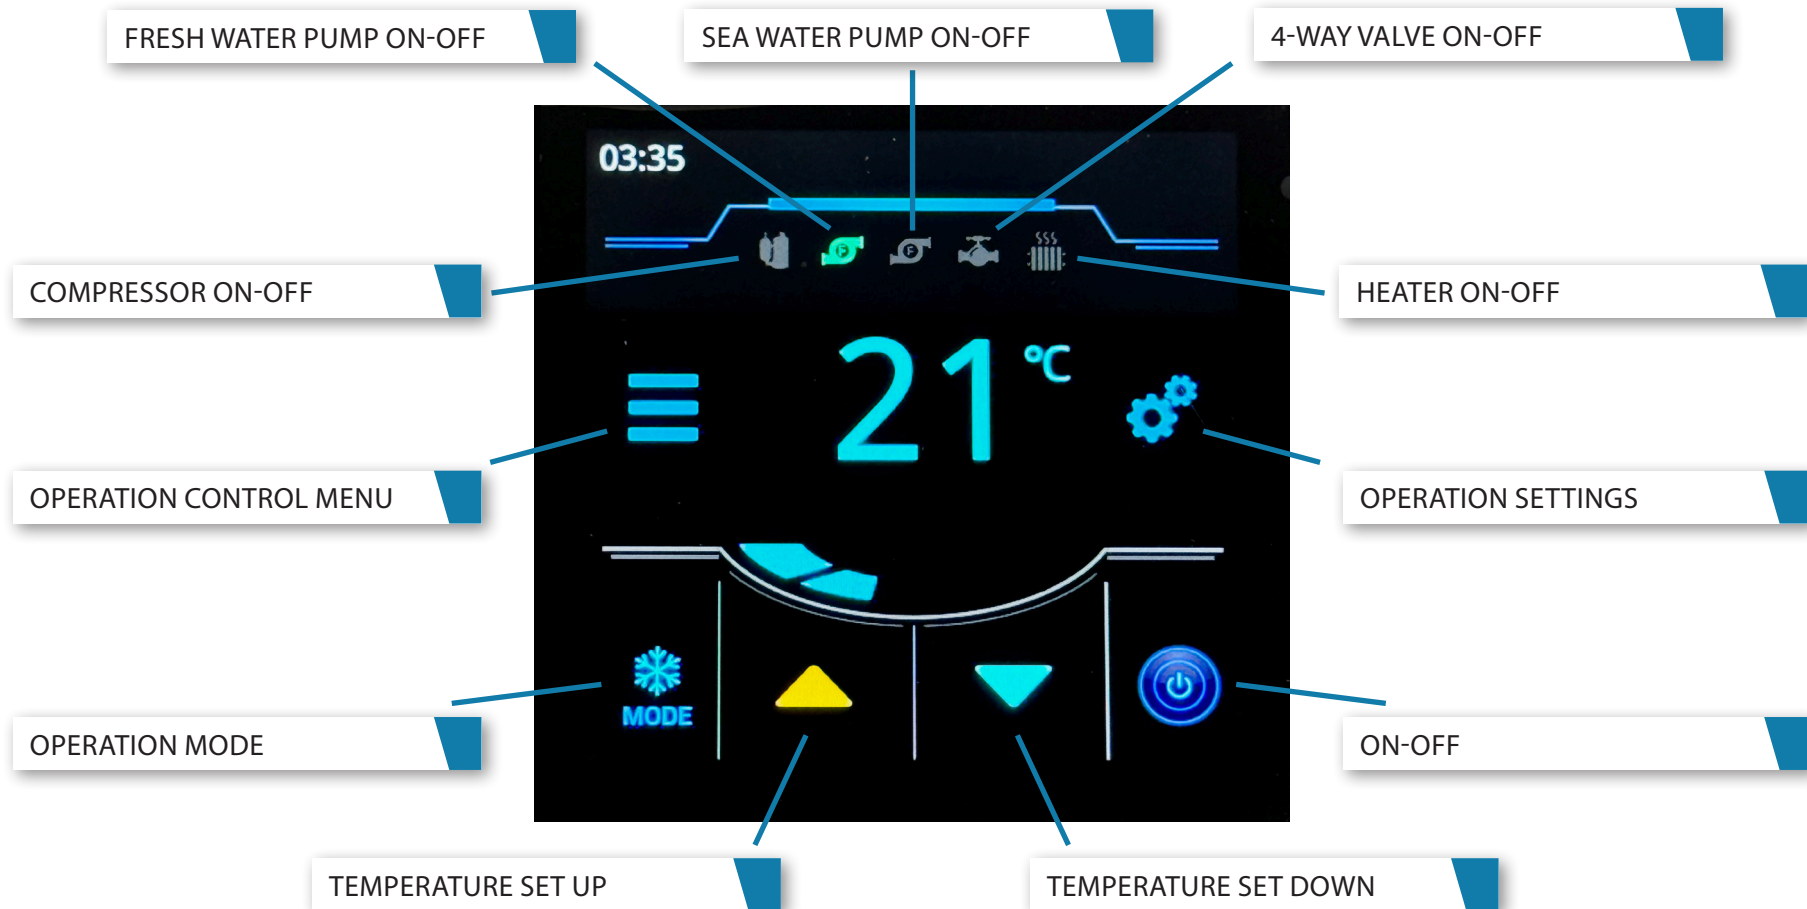 FRESH WATER PUMP ON-OFF
SEA WATER PUMP ON-OFF
4-WAY VALVE ON-OFF
03:35
F
F
COMPRESSOR ON-OFF
HEATER ON-OFF
21 °C
OPERATION CONTROL MENU
OPERATION SETTINGS
MODE
OPERATION MODE
ON-OFF
TEMPERATURE SET UP
TEMPERATURE SET DOWN